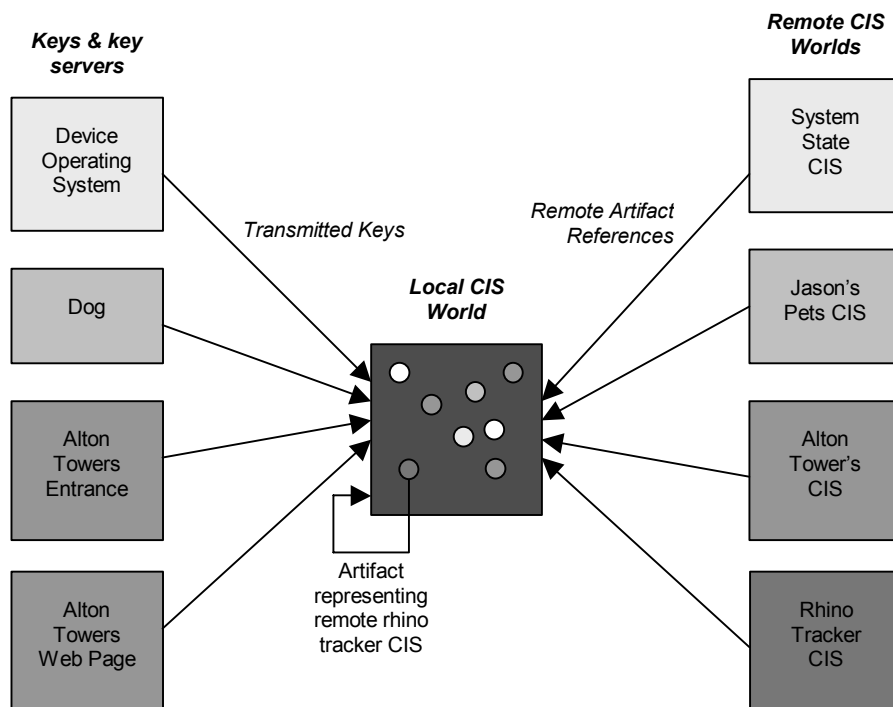 Keys & key
servers
Device
Operating
System
Dog
Alton
Towers
Entrance
Alton
Towers
Web Page
Transmitted Keys
Local CIS
World
Artifact
representing
remote rhino
tracker CIS
Remote Artifact
References
Remote CIS
Worlds
System
State
CIS
Jason's
Pets CIS
Alton
Tower's
CIS
Rhino
Tracker
CIS